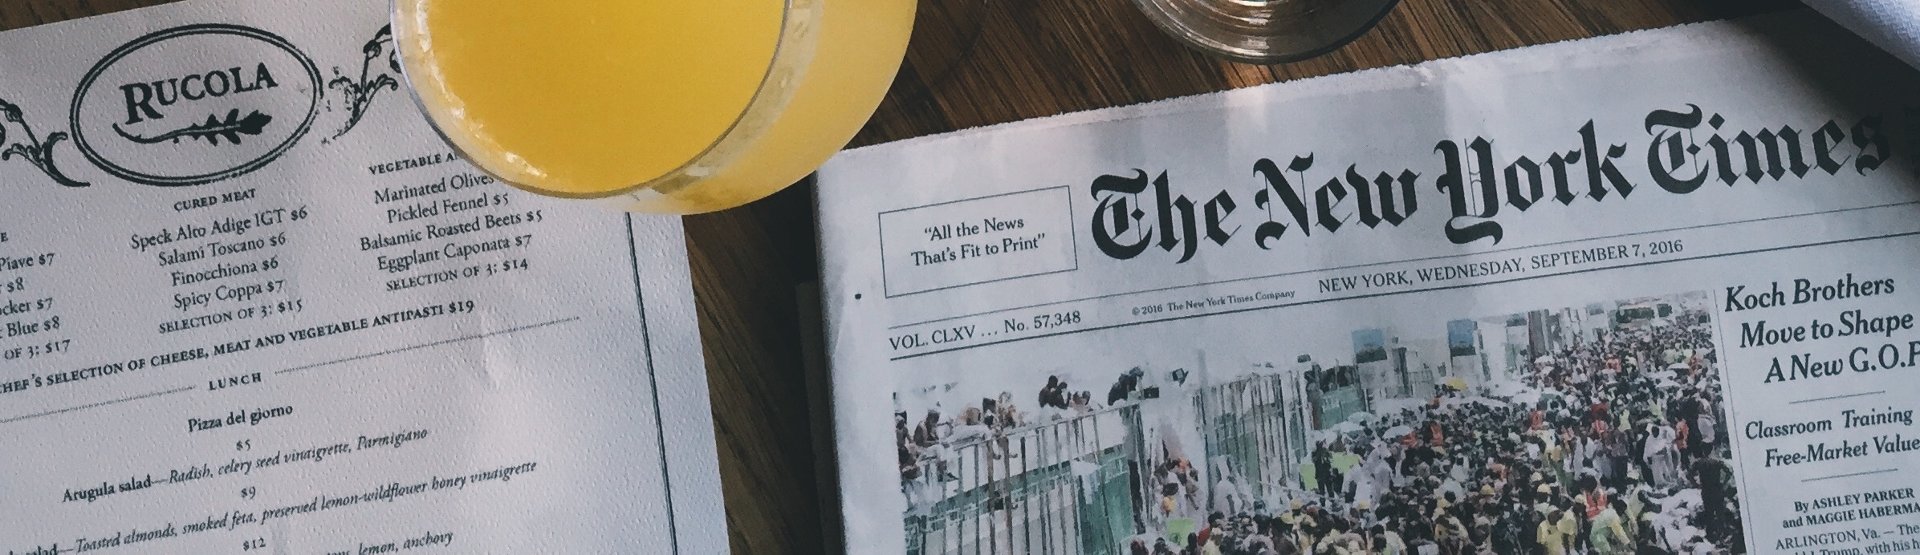 RUCOLA
Piave $7
$8
$7
Blue $8
OF 3: $17
CURED MEAT
Speck Alto Adige IGT $6
Salami Toscano $6
Finocchiona $6
Spicy Coppa $7
SELECTION OF 3: $15
VEGETABLE
Marinated Olives
Pickled Fennel $5
Balsamic Roasted Beets $5
Eggplant Caponata $7
SELECTION OF 3: $14
CHEF'S SELECTION OF CHEESE, MEAT AND VEGETABLE ANTIPASTI $19
LUNCH
Pizza del giorno
$5
Arugula salad—Radish, celery seed vinaigrette, Parmigiano
$9
salad—Toasted almonds, smoked feta, preserved lemon-wildflower honey vinaigrette
$12
lemon, anchovy
"All the News
That's Fit to Print"
The New York Times
VOL. CLXV ... No. 57,348
© 2016 The New York Times Company
NEW YORK, WEDNESDAY, SEPTEMBER 7, 2016
Koch Brothers
Move to Shape
A New G.O.P
Classroom Training
Free-Market Value
By ASHLEY PARKER
and MAGGIE HABERMA
ARLINGTON, Va. — The